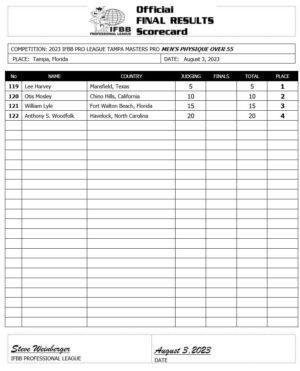 IFBB
PROFESSIONAL LEAGUE
Official
FINAL RESULTS
Scorecard
COMPETITION: 2023 IFBB PRO LEAGUE TAMPA MASTERS PRO MEN'S PHYSIQUE OVER 55
PLACE: Tampa, Florida DATE: August 3, 2023
No NAME COUNTRY JUDGING FINALS TOTAL PLACE
119 Lee Harvey Mansfield, Texas 5 5 1
120 Otis Mosley Chino Hills, California 10 10 2
121 William Lyle Fort Walton Beach, Florida 15 15 3
122 Anthony S. Woodfolk Havelock, North Carolina 20 20 4
Steve Weinberger August 3, 2023
IFBB PROFESSIONAL LEAGUE DATE